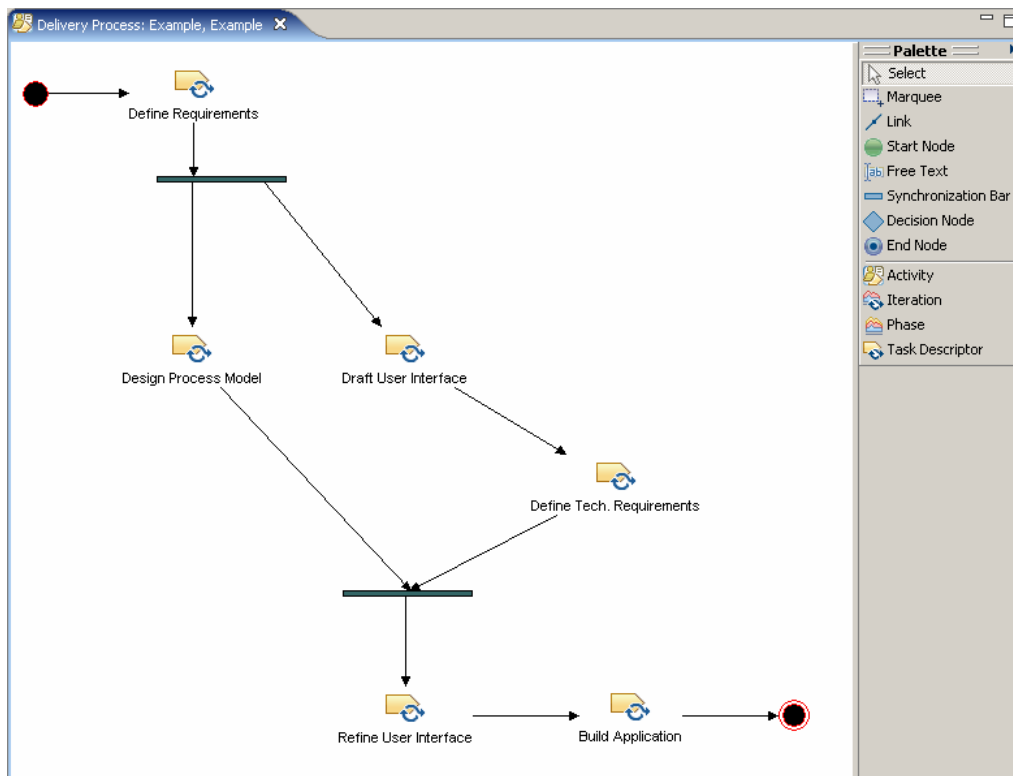 Delivery Process: Example, Example
Define Requirements
Design Process Model
Draft User Interface
Define Tech. Requirements
Refine User Interface
Build Application
Palette
Select
Marquee
Link
Start Node
ab
Free Text
Synchronization Bar
Decision Node
End Node
Activity
Iteration
Phase
Task Descriptor